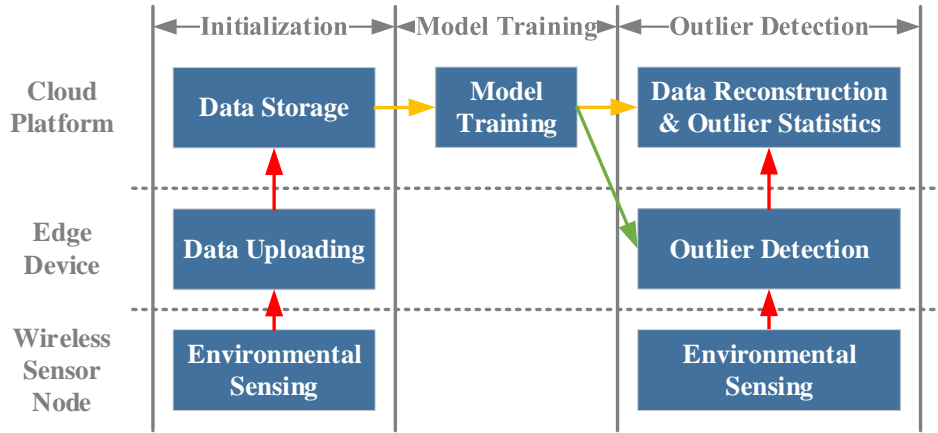 Initialization
Model Training
Outlier Detection
Cloud
Platform
Data Storage
Model
Training
Data Reconstruction
& Outlier Statistics
Edge
Device
Data Uploading
Outlier Detection
Wireless
Sensor
Node
Environmental
Sensing
Environmental
Sensing